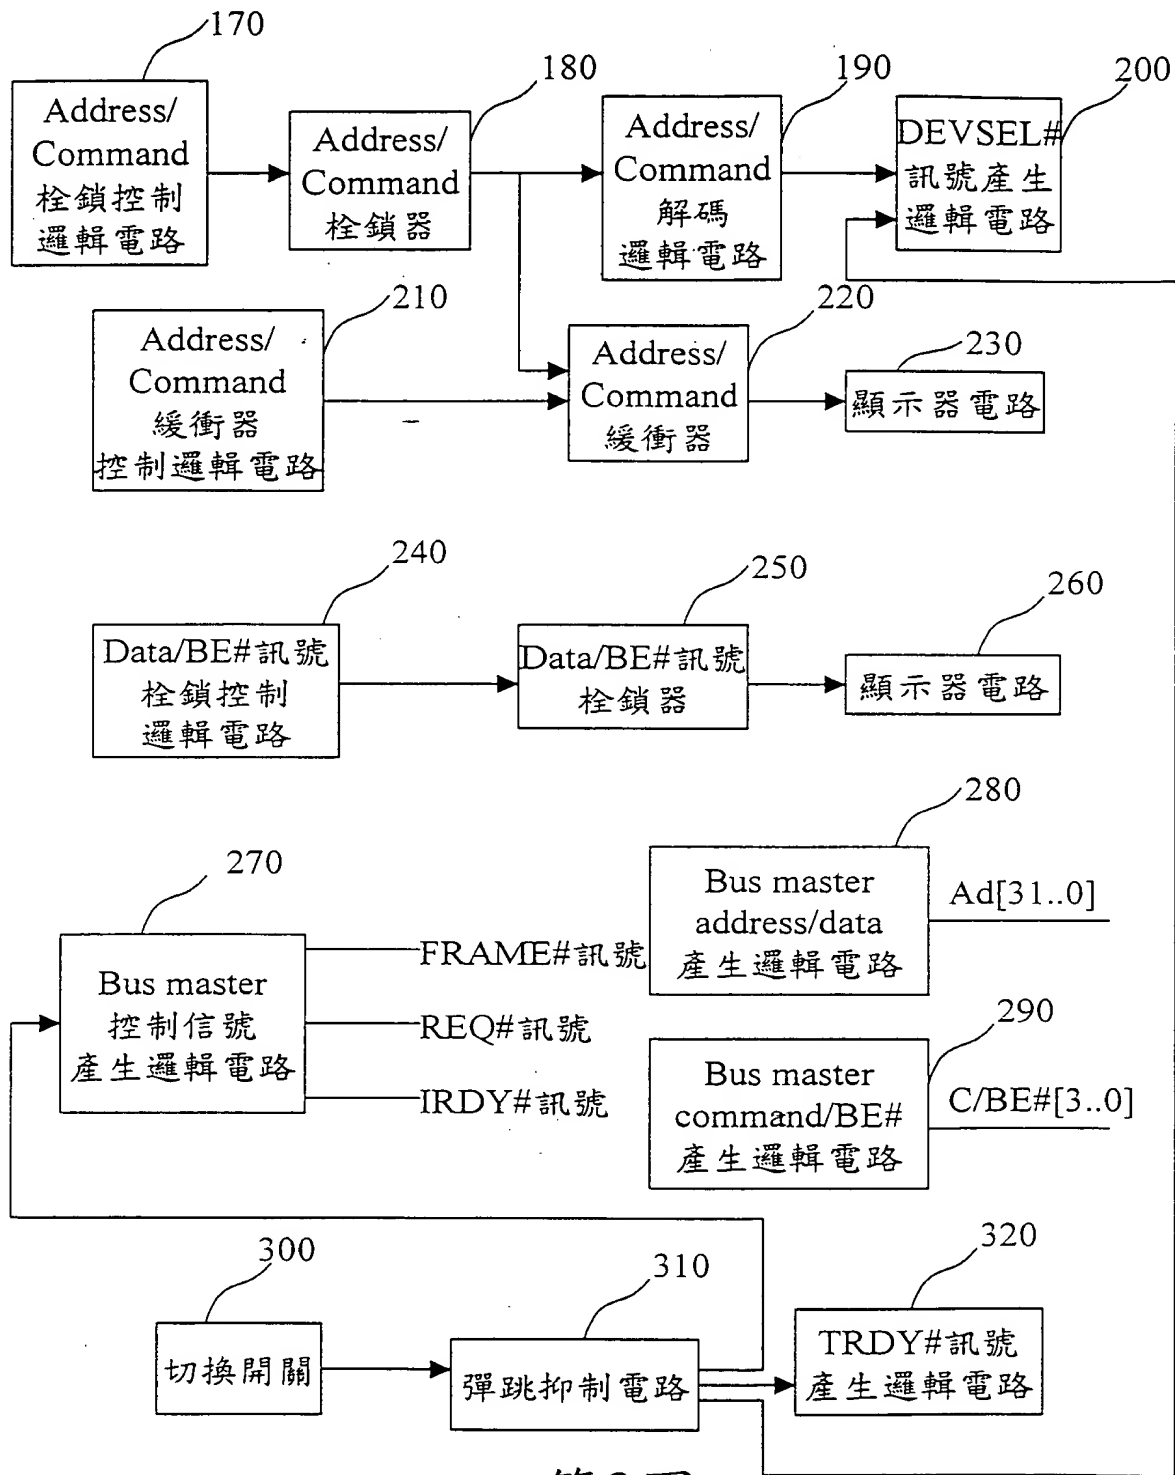 170
Address/
Command
栓鎖控制
邏輯電路
180
Address/
Command
栓鎖器
190
Address/
Command
解碼
邏輯電路
200
DEVSEL#
訊號產生
邏輯電路
210
Address/
Command
緩衝器
控制邏輯電路
220
Address/
Command
緩衝器
230
顯示器電路
240
Data/BE#訊號
栓鎖控制
邏輯電路
250
Data/BE#訊號
栓鎖器
260
顯示器電路
270
Bus master
控制信號
產生邏輯電路
FRAME#訊號
REQ#訊號
IRDY#訊號
280
Bus master
address/data
產生邏輯電路
Ad[31..0]
290
Bus master
command/BE#
產生邏輯電路
C/BE#[3..0]
300
切換開關
310
彈跳抑制電路
320
TRDY#訊號
產生邏輯電路